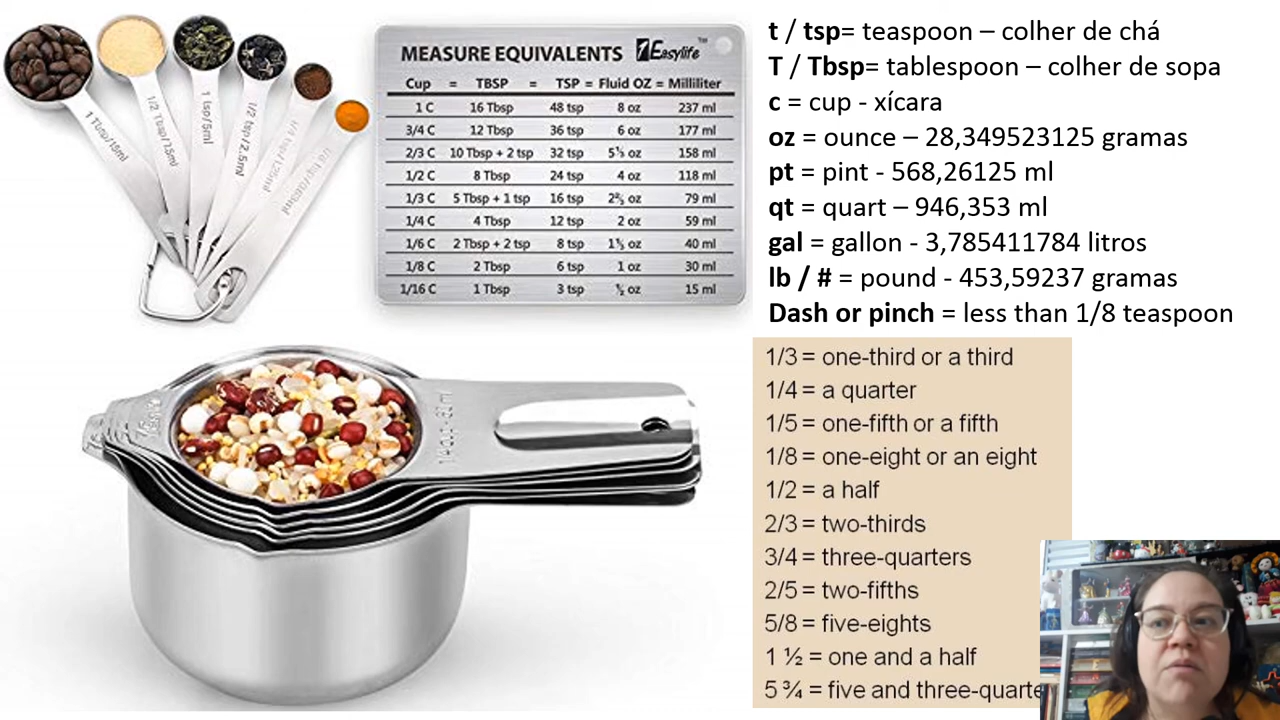 1 Tbsp/15ml
1/2 Tbsp/7.5ml
1 tsp/5ml
1/2 tsp/2.5ml
MEASURE EQUIVALENTS 1Easylife™
Cup = TBSP = TSP = Fluid OZ = Milliliter
1 C 16 Tbsp 48 tsp 8 oz 237 ml
3/4 C 12 Tbsp 36 tsp 6 oz 177 ml
2/3 C 10 Tbsp + 2 tsp 32 tsp 5⅓ oz 158 ml
1/2 C 8 Tbsp 24 tsp 4 oz 118 ml
1/3 C 5 Tbsp + 1 tsp 16 tsp 79 ml
1/4 C 4 Tbsp 12 tsp 2 oz 59 ml
1/6 C 2 Tbsp + 2 tsp 8 tsp 40 ml
1/8 C 2 Tbsp 6 tsp 1 oz 30 ml
1/16 C 1 Tbsp 3 tsp ½ oz 15 ml
t / tsp= teaspoon – colher de chá
T / Tbsp= tablespoon – colher de sopa
c = cup - xícara
oz = ounce – 28,349523125 gramas
pt = pint - 568,26125 ml
qt = quart – 946,353 ml
gal = gallon - 3,785411784 litros
lb / # = pound - 453,59237 gramas
Dash or pinch = less than 1/8 teaspoon
1/3 = one-third or a third
1/4 = a quarter
1/5 = one-fifth or a fifth
1/8 = one-eight or an eight
1/2 = a half
2/3 = two-thirds
3/4 = three-quarters
2/5 = two-fifths
5/8 = five-eights
1 ½ = one and a half
5 ¾ = five and three-quarte